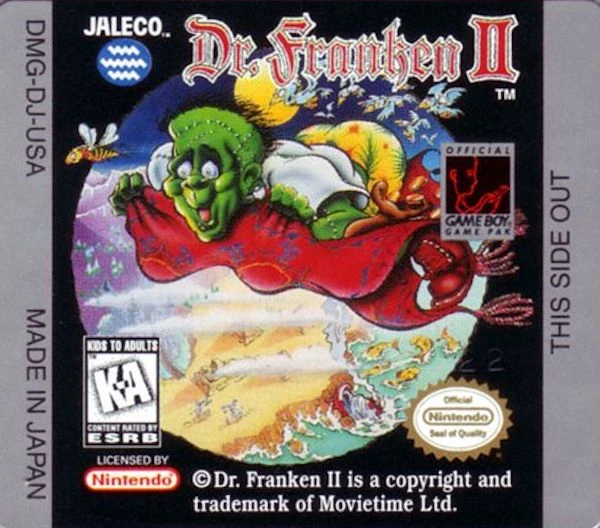 DMG-DJ-USA
MADE IN JAPAN
JALECO™
Dr. Franken II
TM
OFFICIAL
GAME BOY
GAME PAK
THIS SIDE OUT
KIDS TO ADULTS
K-A
CONTENT RATED BY
ESRB
22
Official
Nintendo
Seal of Quality
LICENSED BY
Nintendo
© Dr. Franken II is a copyright and
trademark of Movietime Ltd.